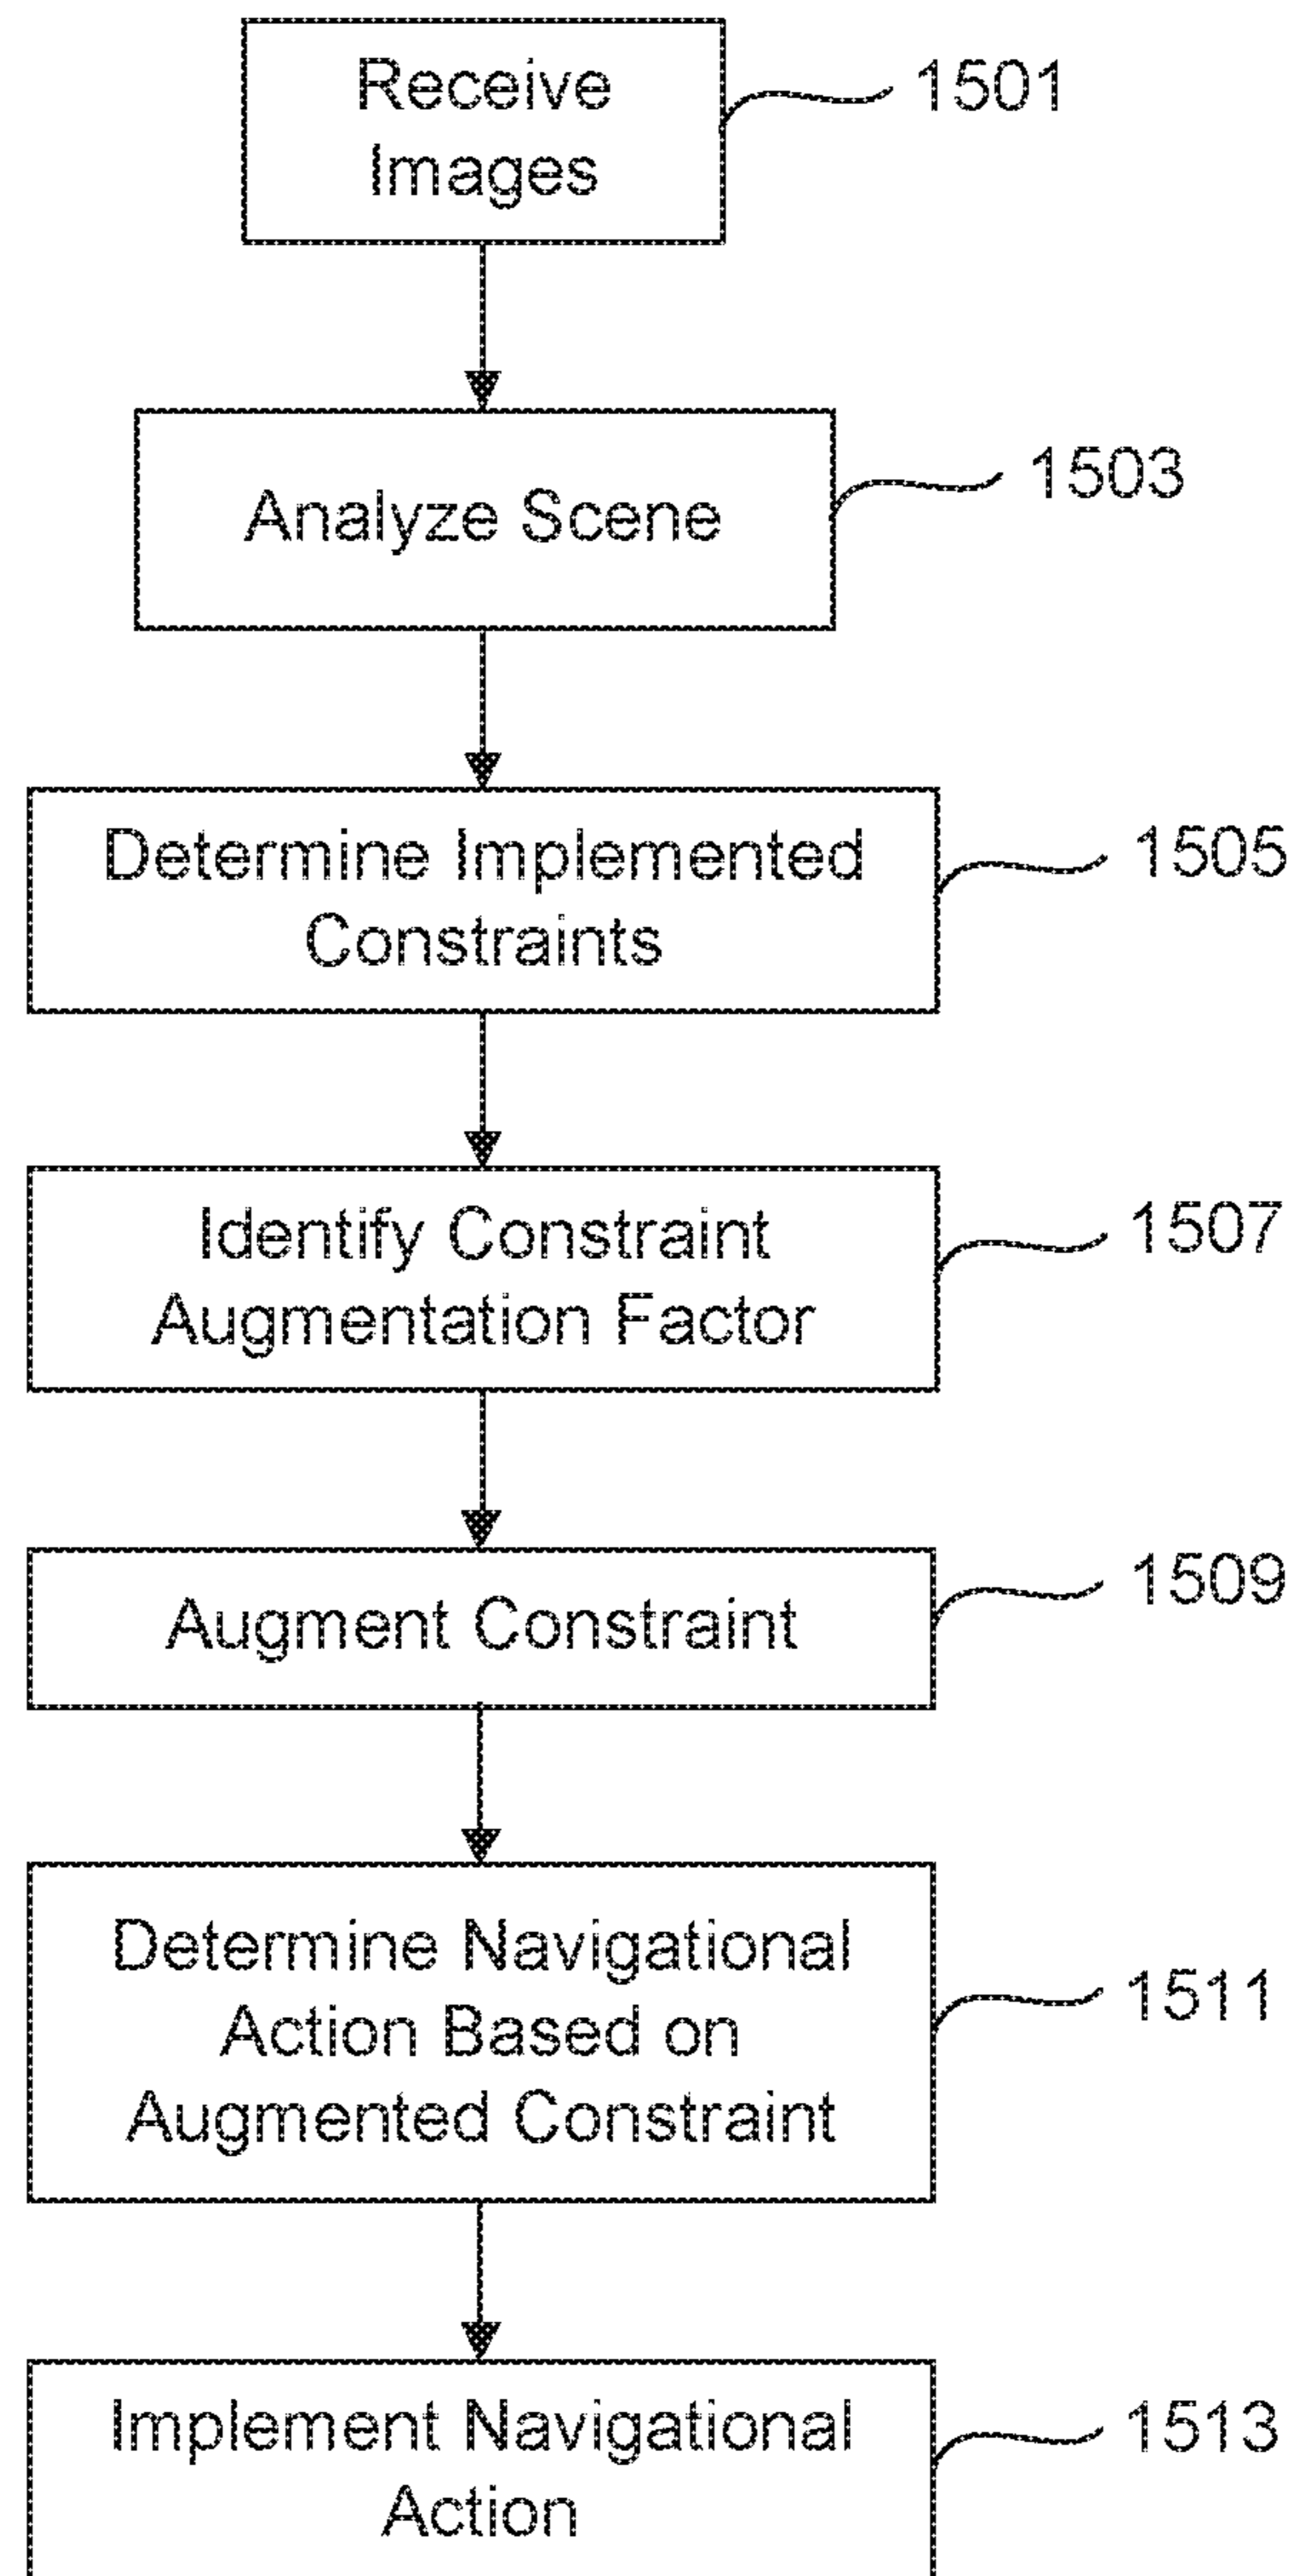 Receive
Images
1501
Analyze Scene
1503
Determine Implemented
Constraints
1505
Identify Constraint
Augmentation Factor
1507
Augment Constraint
1509
Determine Navigational
Action Based on
Augmented Constraint
1511
Implement Navigational
Action
1513